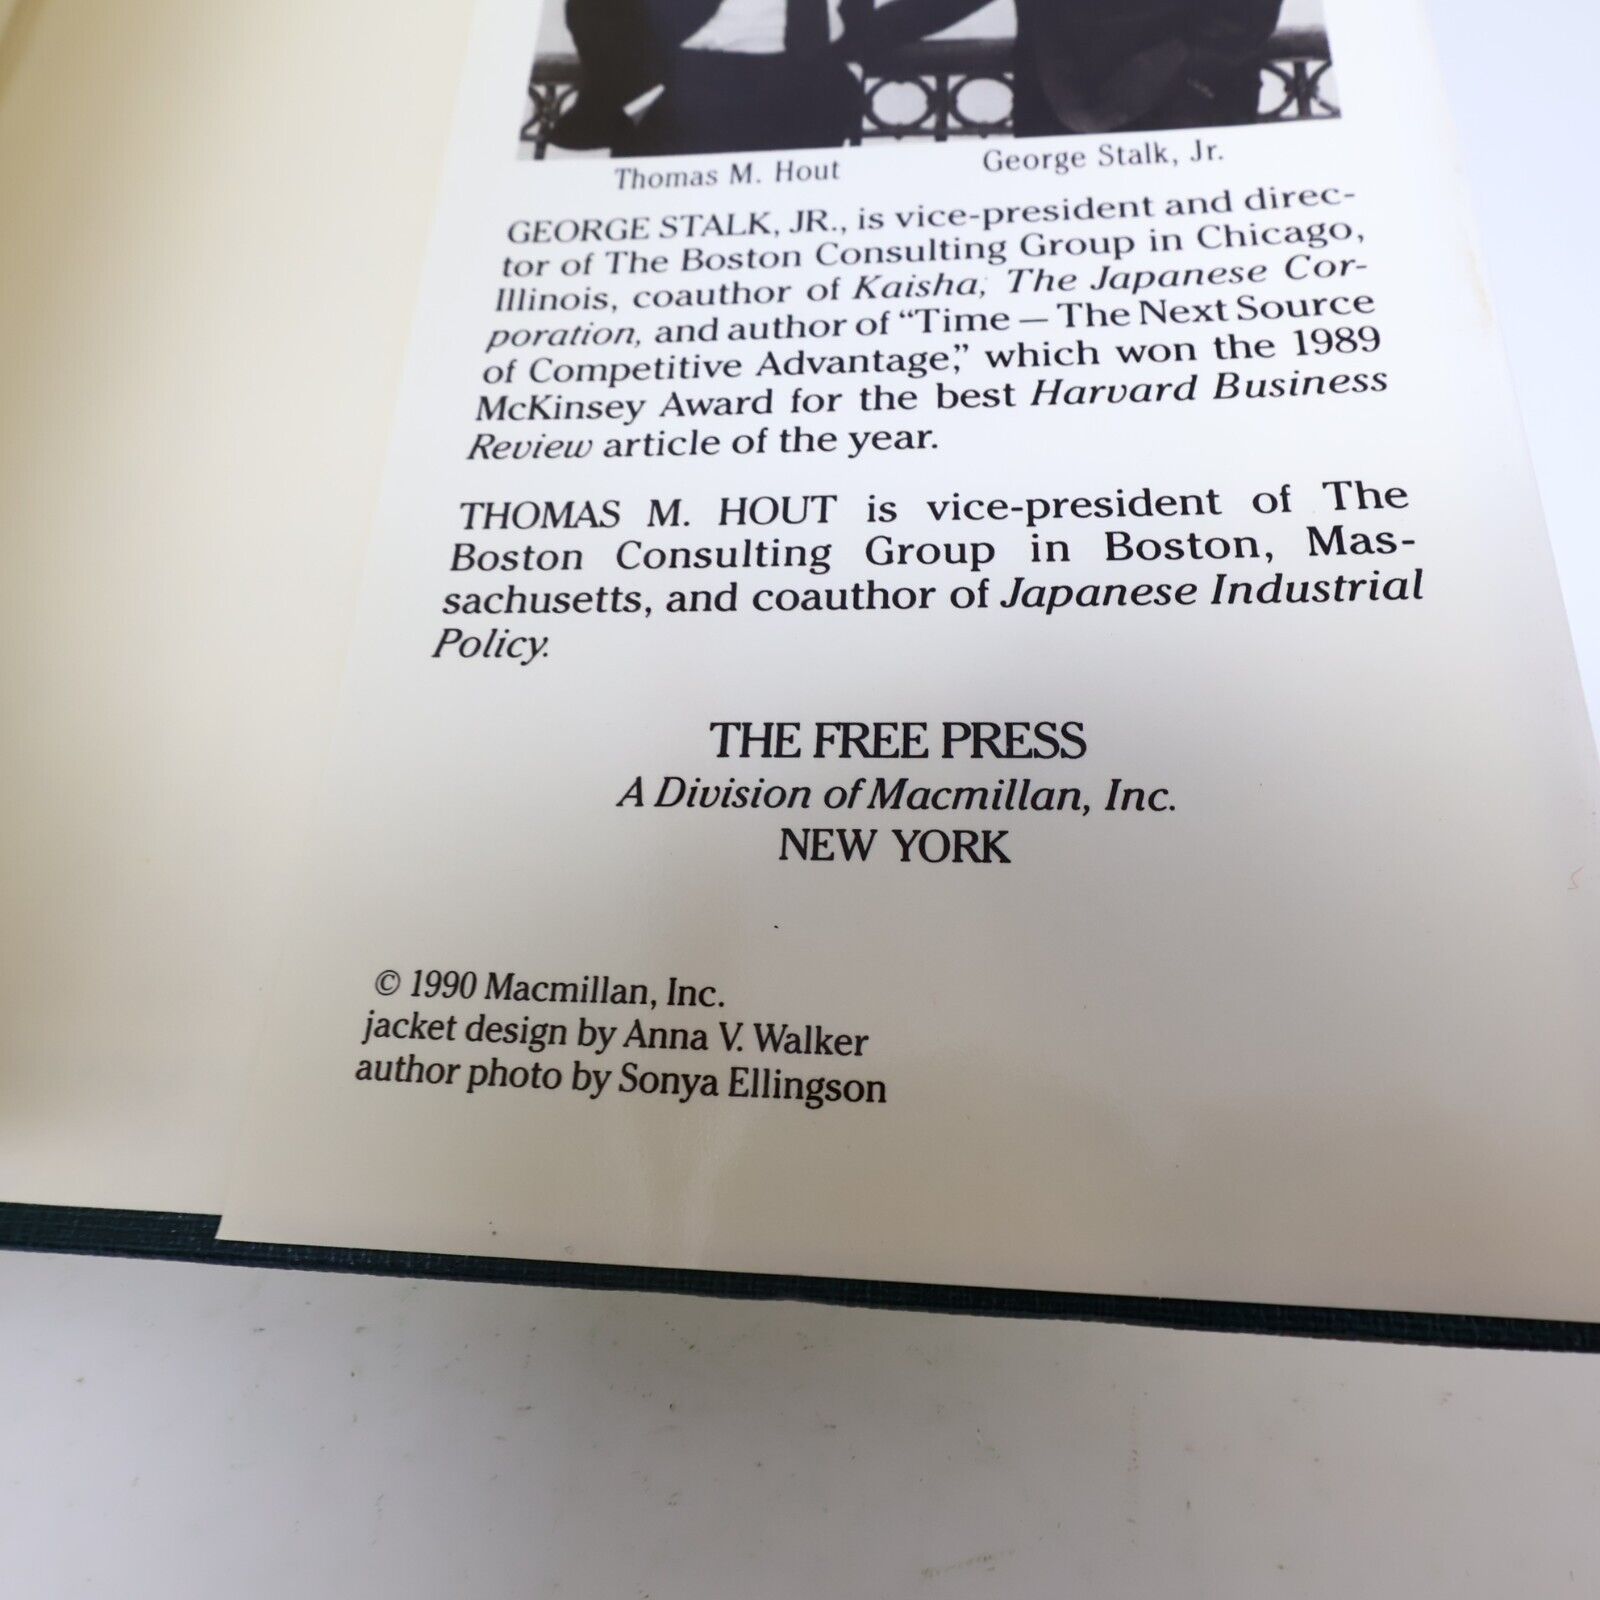 Thomas M. Hout George Stalk, Jr.
GEORGE STALK, JR., is vice-president and direc-
tor of The Boston Consulting Group in Chicago,
Illinois, coauthor of Kaisha; The Japanese Cor-
poration, and author of “Time — The Next Source
of Competitive Advantage,” which won the 1989
McKinsey Award for the best Harvard Business
Review article of the year.
THOMAS M. HOUT is vice-president of The
Boston Consulting Group in Boston, Mas-
sachusetts, and coauthor of Japanese Industrial
Policy.
THE FREE PRESS
A Division of Macmillan, Inc.
NEW YORK
© 1990 Macmillan, Inc.
jacket design by Anna V. Walker
author photo by Sonya Ellingson